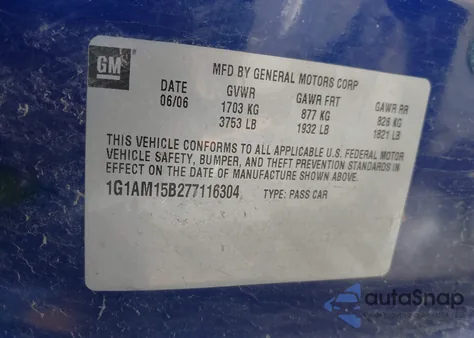 GM
MFD BY GENERAL MOTORS CORP
DATE GVWR GAWR FRT GAWR RR
06/06 1703 KG 877 KG 826 KG
3753 LB 1932 LB 1821 LB
THIS VEHICLE CONFORMS TO ALL APPLICABLE U.S. FEDERAL MOTOR
VEHICLE SAFETY, BUMPER, AND THEFT PREVENTION STANDARDS IN
EFFECT ON THE DATE OF MANUFACTURE SHOWN ABOVE.
1G1AM15B277116304 TYPE: PASS CAR
autoSnap